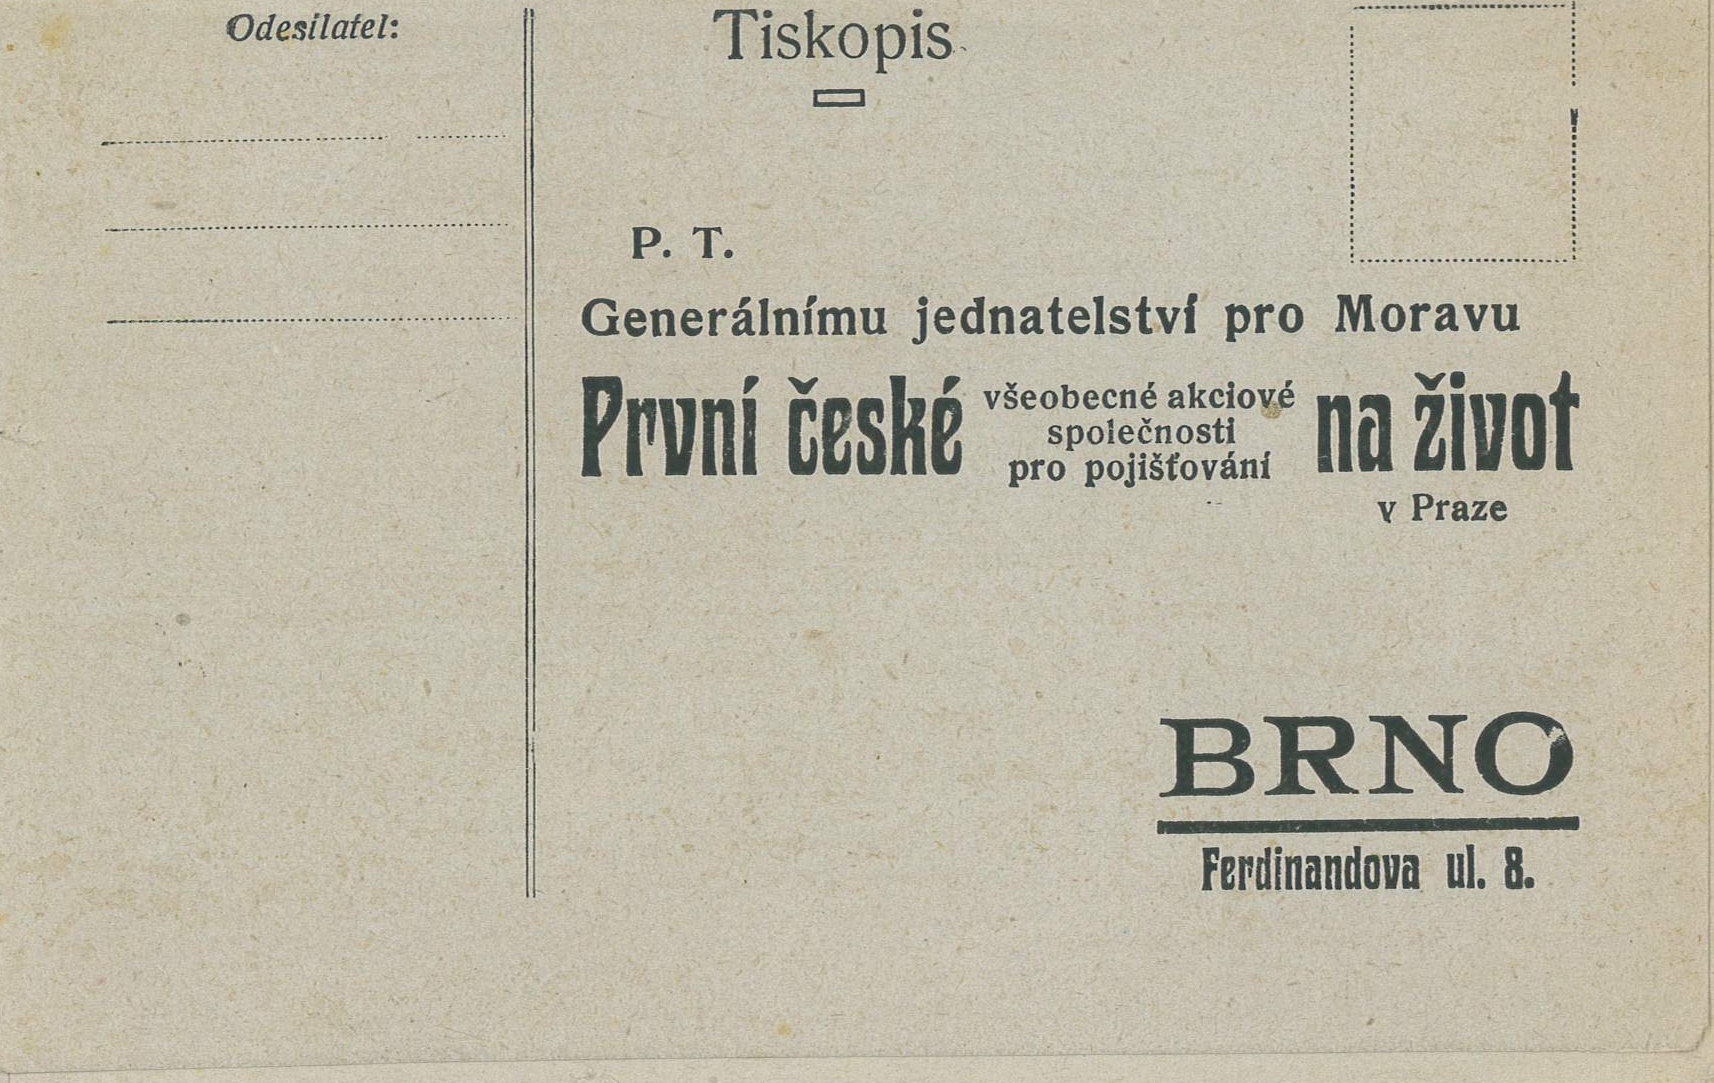 Odesílatel:
Tiskopis
P. T.
Generálnímu jednatelství pro Moravu
První české všeobecné akciové společnosti pro pojišťování na život
v Praze
BRNO
Ferdinandova ul. 8.